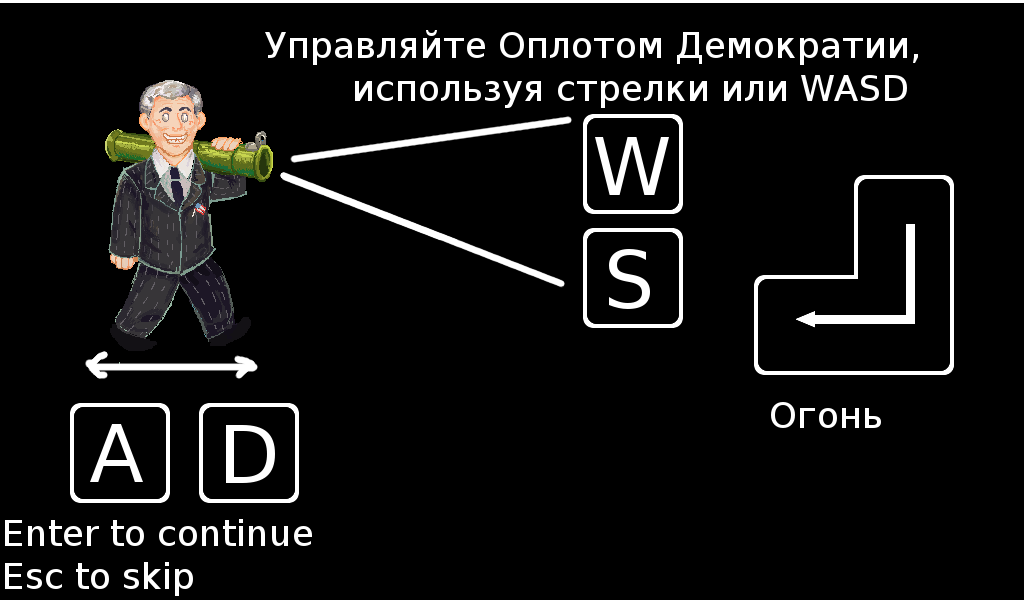 Управляйте Оплотом Демократии,
используя стрелки или WASD
W
S
Огонь
A D
Enter to continue
Esc to skip